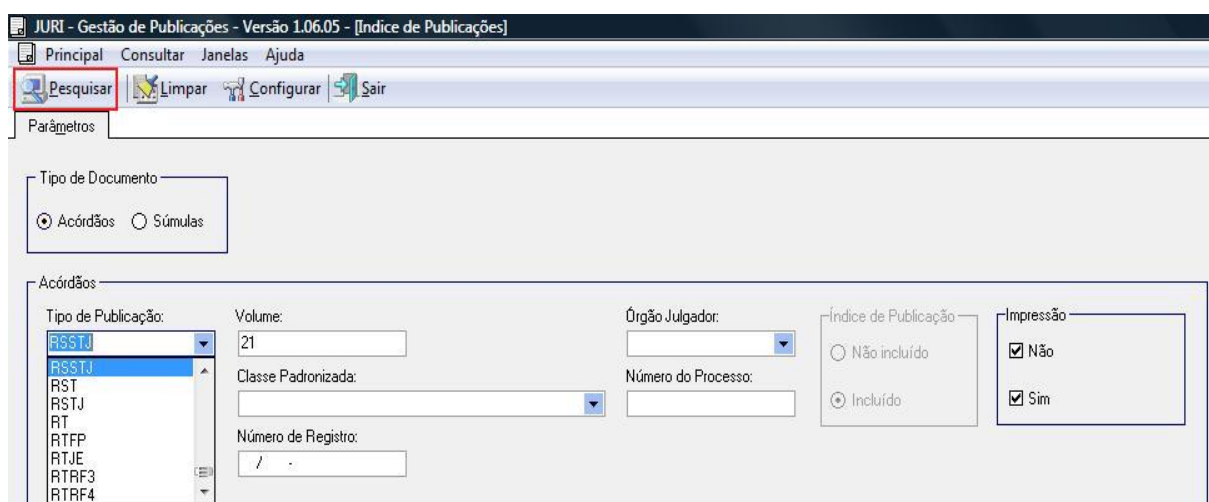 JURI - Gestão de Publicações - Versão 1.06.05 - [Indice de Publicações]
Principal Consultar Janelas Ajuda
Pesquisar Limpar Configurar Sair
Parâmetros
Tipo de Documento
Acórdãos Súmulas
Acórdãos
Tipo de Publicação: Volume: Órgão Julgador: Índice de Publicação Impressão
RSSTJ 21 Não incluído Não
RSSTJ
RST Classe Padronizada: Número do Processo:
RSTJ Incluído Sim
RT
RTFP Número de Registro:
RTJE / -
RTRF3
RTRF4